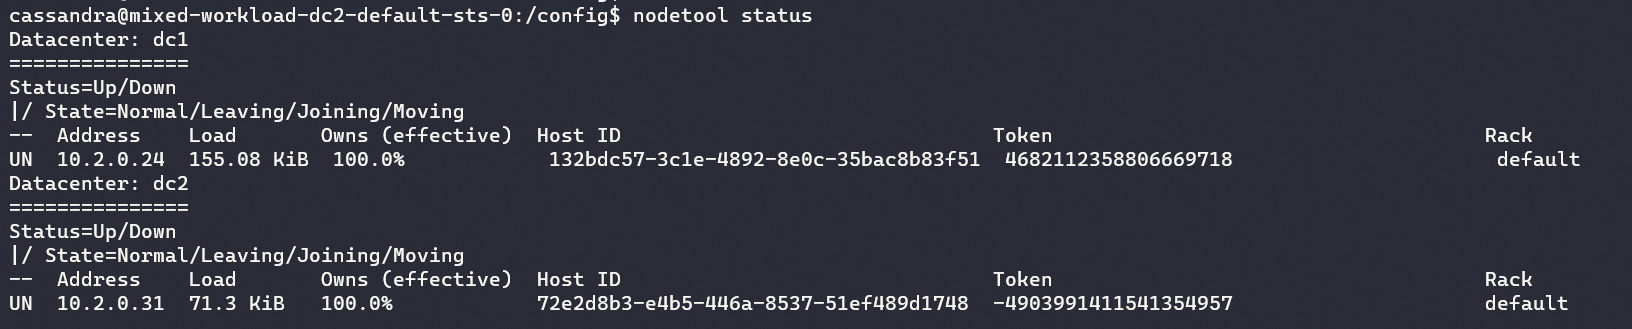 cassandra@mixed-workload-dc2-default-sts-0:/config$ nodetool status
Datacenter: dc1
===============
Status=Up/Down
|/ State=Normal/Leaving/Joining/Moving
--  Address    Load       Owns (effective)  Host ID                               Token                                    Rack
UN  10.2.0.24  155.08 KiB  100.0%            132bdc57-3c1e-4892-8e0c-35bac8b83f51  4682112358806669718                      default
Datacenter: dc2
===============
Status=Up/Down
|/ State=Normal/Leaving/Joining/Moving
--  Address    Load       Owns (effective)  Host ID                               Token                                    Rack
UN  10.2.0.31  71.3 KiB   100.0%            72e2d8b3-e4b5-446a-8537-51ef489d1748  -4903991411541354957                     default